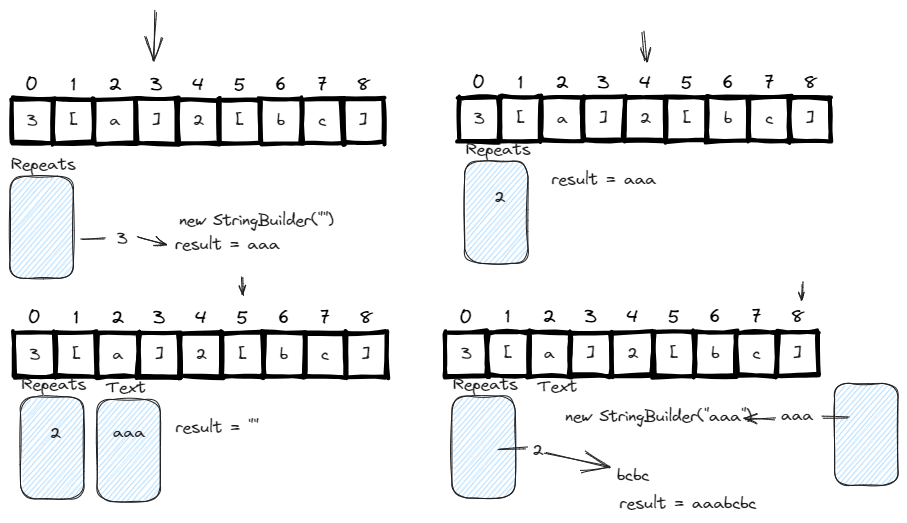 0 1 2 3 4 5 6 7 8
3 [ a ] 2 [ b c ]
Repeats
new StringBuilder("")
3
result = aaa
0 1 2 3 4 5 6 7 8
3 [ a ] 2 [ b c ]
Repeats
2
result = aaa
0 1 2 3 4 5 6 7 8
3 [ a ] 2 [ b c ]
Repeats Text
2 aaa
result = ""
0 1 2 3 4 5 6 7 8
3 [ a ] 2 [ b c ]
Repeats Text
new StringBuilder("aaa") aaa
2
bcbc
result = aaabcbc